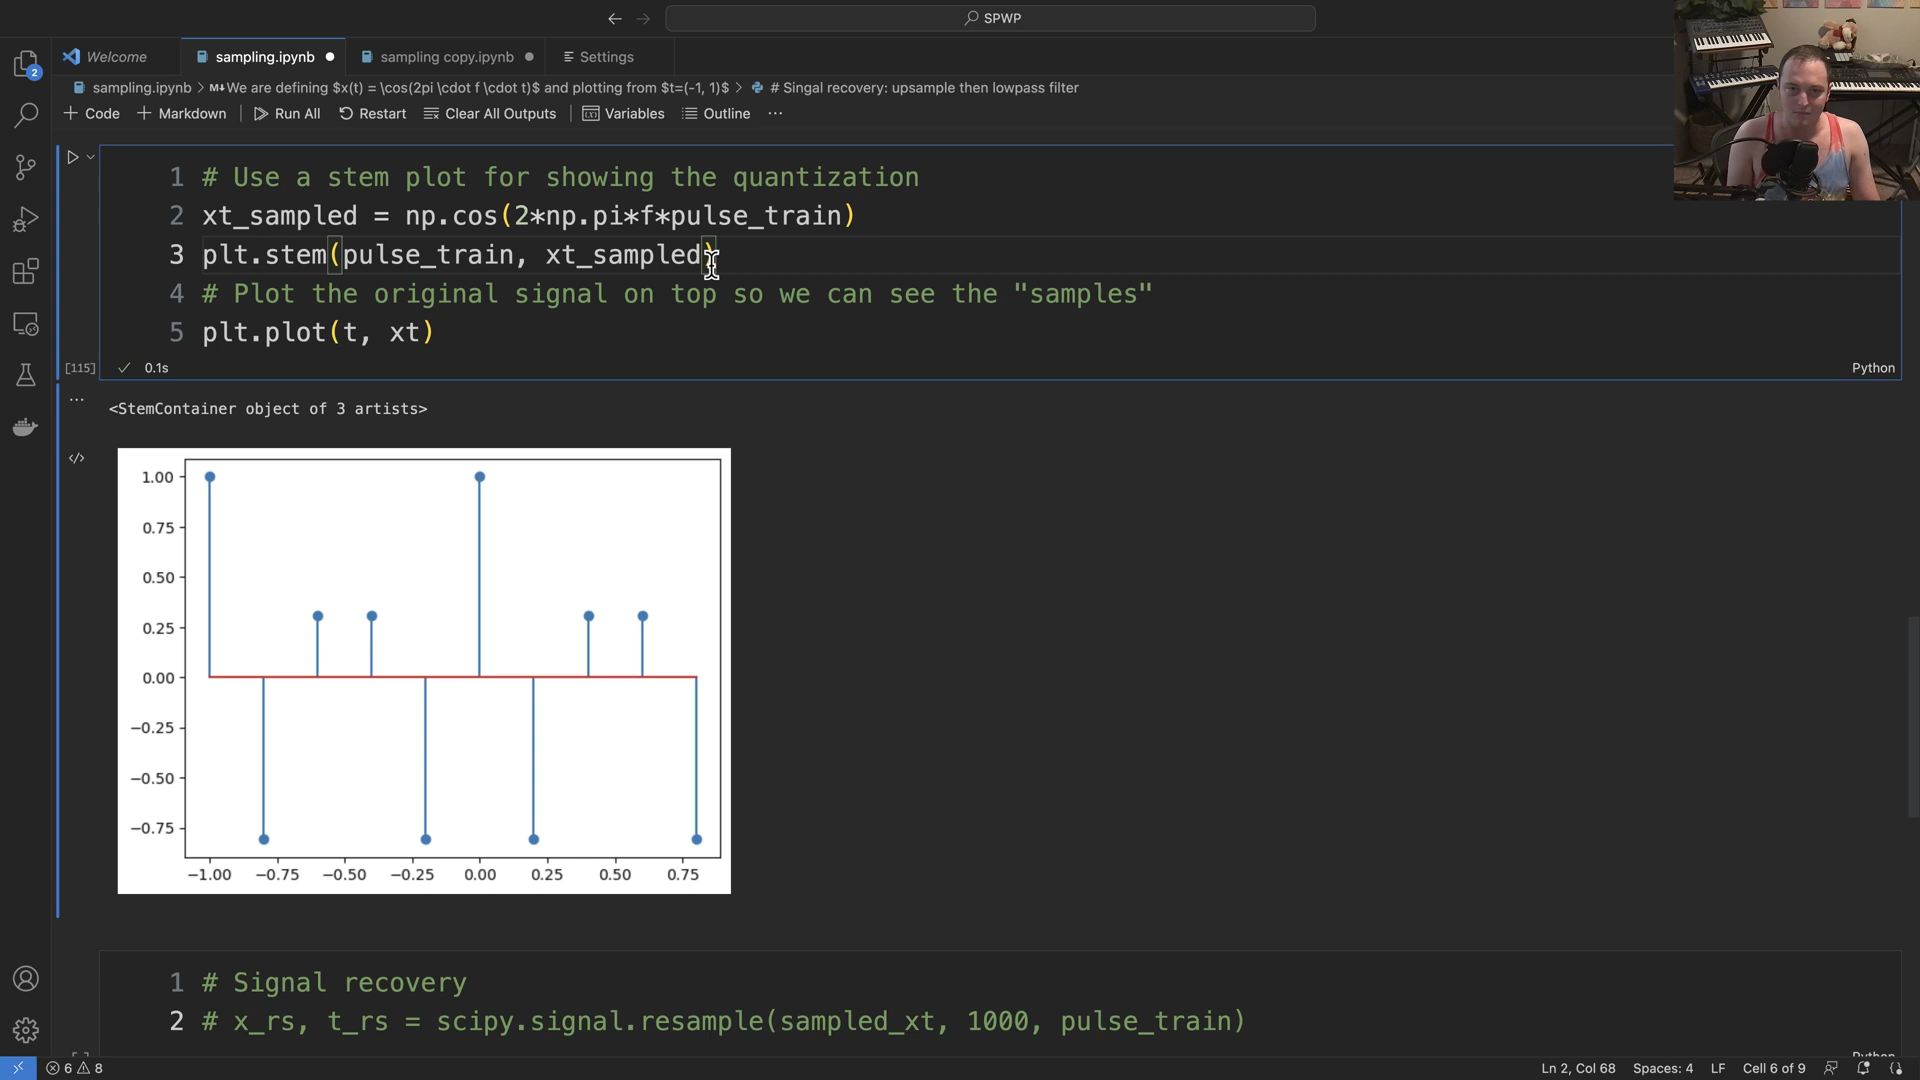 SPWP
Welcome
sampling.ipynb
sampling copy.ipynb
Settings
sampling.ipynb > M↓We are defining $x(t) = \cos(2pi \cdot f \cdot t)$ and plotting from $t=(-1, 1)$ > # Singal recovery: upsample then lowpass filter
+ Code + Markdown Run All Restart Clear All Outputs Variables Outline ...
1 # Use a stem plot for showing the quantization
2 xt_sampled = np.cos(2*np.pi*f*pulse_train)
3 plt.stem(pulse_train, xt_sampled)
4 # Plot the original signal on top so we can see the "samples"
5 plt.plot(t, xt)
[115] 0.1s Python
<StemContainer object of 3 artists>
1.00
0.75
0.50
0.25
0.00
−0.25
−0.50
−0.75
−1.00 −0.75 −0.50 −0.25 0.00 0.25 0.50 0.75
1 # Signal recovery
2 # x_rs, t_rs = scipy.signal.resample(sampled_xt, 1000, pulse_train)
Python
2
6 8 Ln 2, Col 68 Spaces: 4 LF Cell 6 of 9